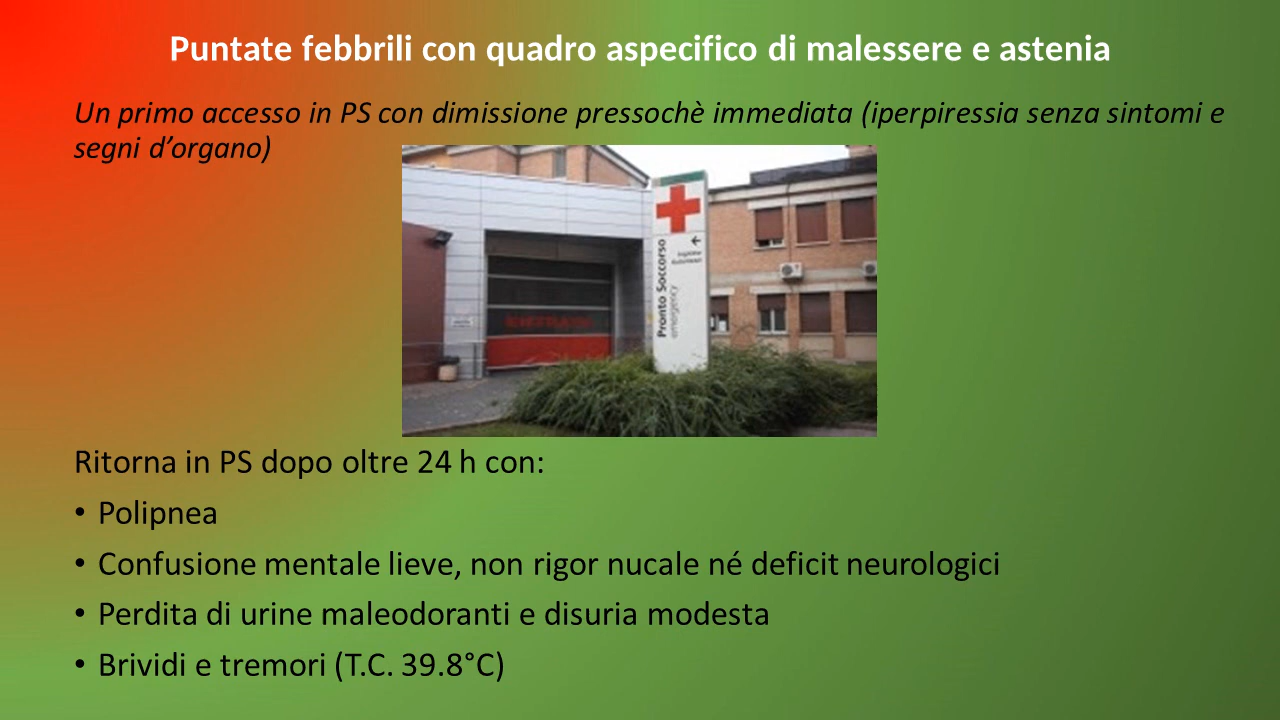 Puntate febbrili con quadro aspecifico di malessere e astenia
Un primo accesso in PS con dimissione pressochè immediata (iperpiressia senza sintomi e
segni d'organo)
Pronto Soccorso
emergency
Ritorna in PS dopo oltre 24 h con:
• Polipnea
• Confusione mentale lieve, non rigor nucale né deficit neurologici
• Perdita di urine maleodoranti e disuria modesta
• Brividi e tremori (T.C. 39.8°C)